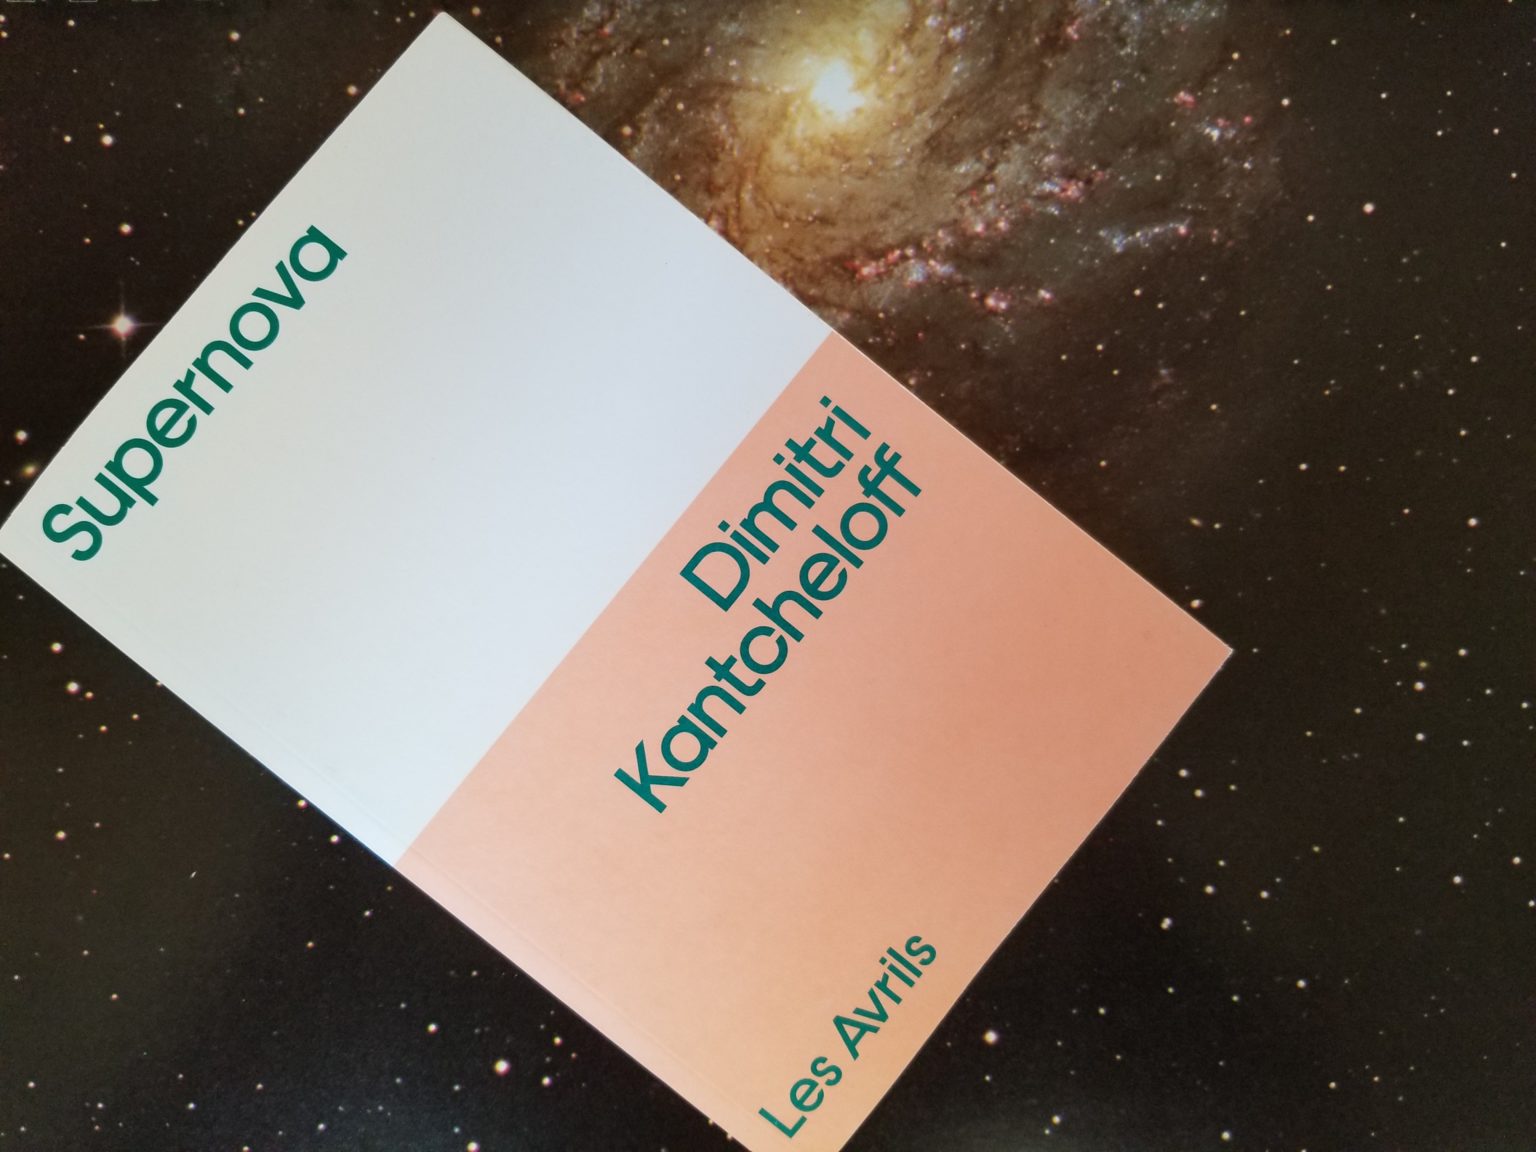 Supernova
Dimitri
Kantcheloff
Les Avrils